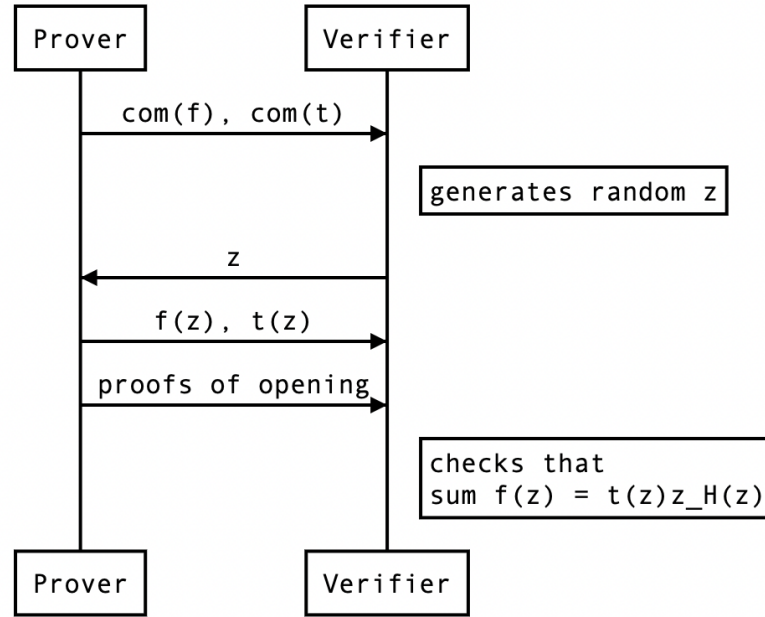 Prover
Verifier
com(f), com(t)
generates random z
z
f(z), t(z)
proofs of opening
checks that
sum f(z) = t(z)z_H(z)
Prover
Verifier